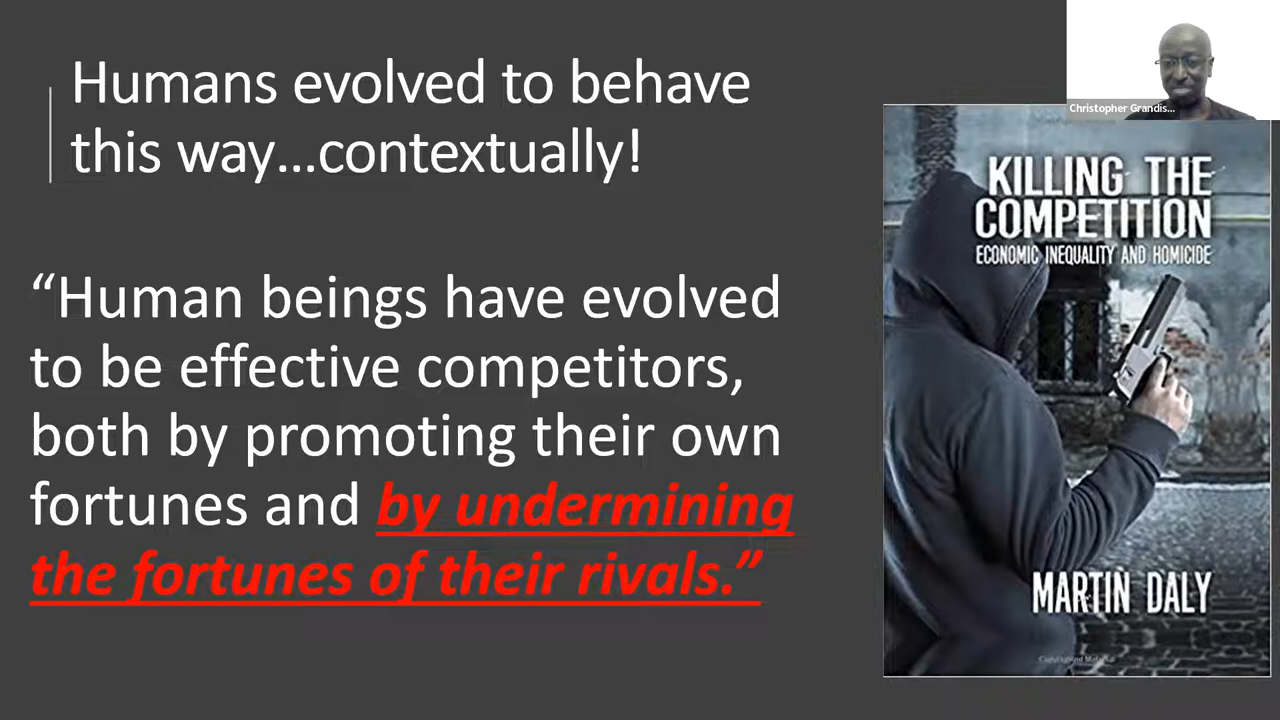 Humans evolved to behave
this way...contextually!
“Human beings have evolved
to be effective competitors,
both by promoting their own
fortunes and by undermining
the fortunes of their rivals.”
Christopher Grandis...
KILLING THE
COMPETITION
ECONOMIC INEQUALITY AND HOMICIDE
MARTIN DALY
Copyrighted Material